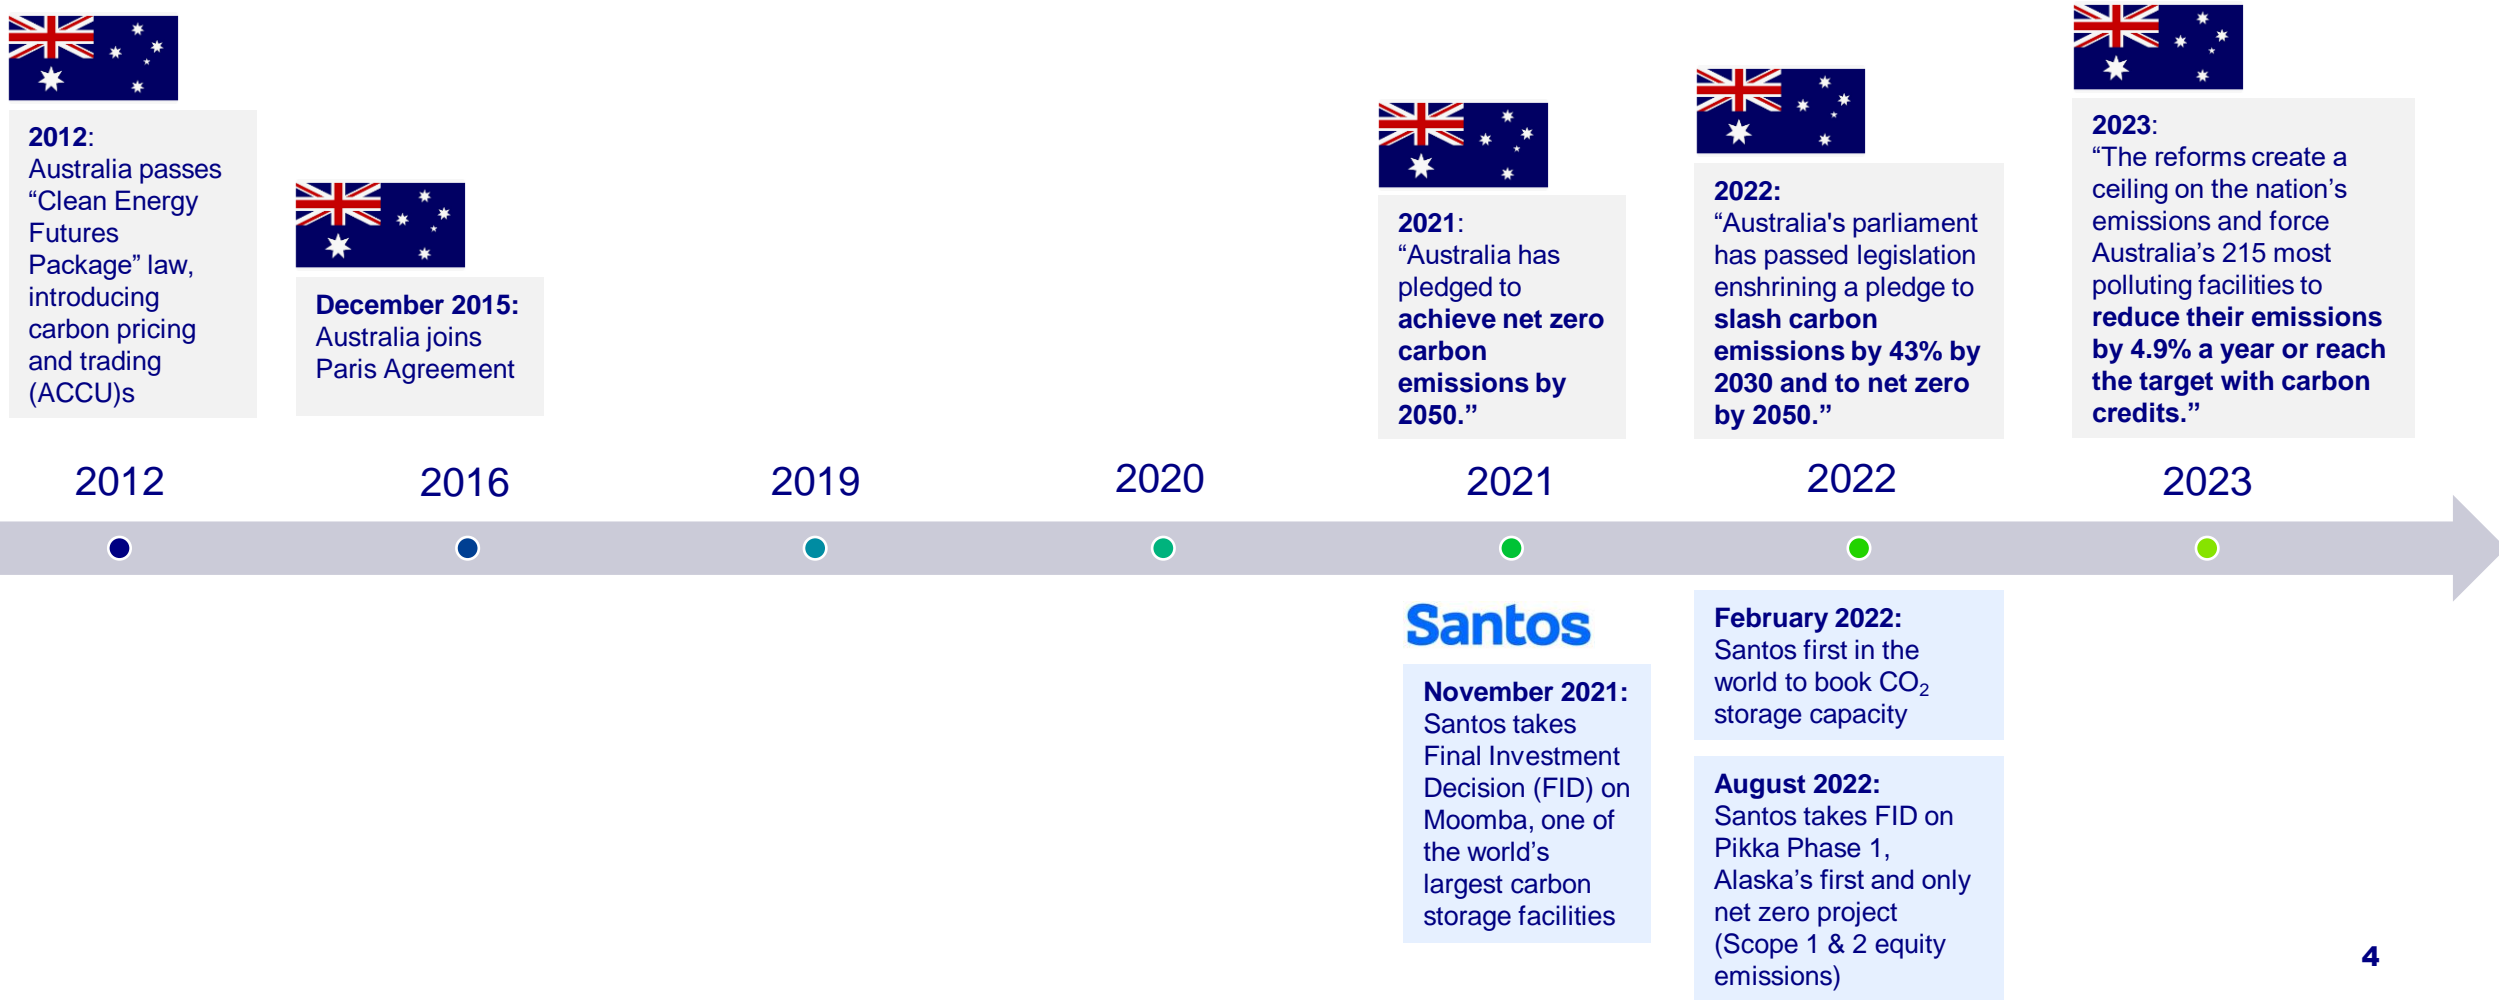 2012:
Australia passes
“Clean Energy
Futures
Package” law,
introducing
carbon pricing
and trading
(ACCU)s
December 2015:
Australia joins
Paris Agreement
2021:
“Australia has
pledged to
achieve net zero
carbon
emissions by
2050.”
2022:
“Australia's parliament
has passed legislation
enshrining a pledge to
slash carbon
emissions by 43% by
2030 and to net zero
by 2050.”
2023:
“The reforms create a
ceiling on the nation’s
emissions and force
Australia’s 215 most
polluting facilities to
reduce their emissions
by 4.9% a year or reach
the target with carbon
credits.”
2012
2016
2019
2020
2021
2022
2023
Santos
November 2021:
Santos takes
Final Investment
Decision (FID) on
Moomba, one of
the world’s
largest carbon
storage facilities
February 2022:
Santos first in the
world to book CO₂
storage capacity
August 2022:
Santos takes FID on
Pikka Phase 1,
Alaska’s first and only
net zero project
(Scope 1 & 2 equity
emissions)
4